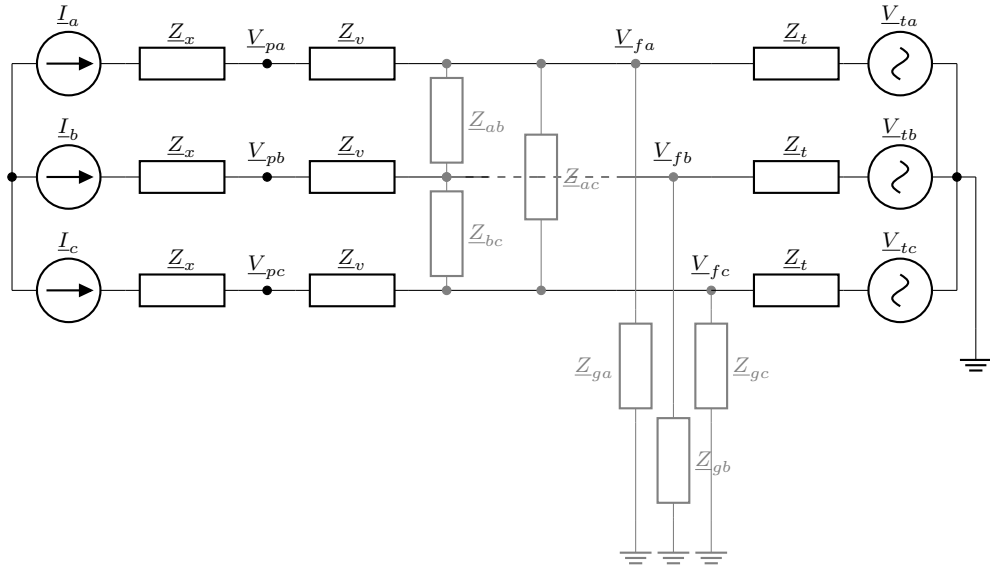 I_a V_ta
Z_x V_pa Z_v V_fa Z_t
Z_ab
I_b V_tb
Z_x V_pb Z_v V_fb Z_t
Z_ac
Z_bc
I_c V_tc
Z_x V_pc Z_v V_fc Z_t
Z_ga Z_gc
Z_gb